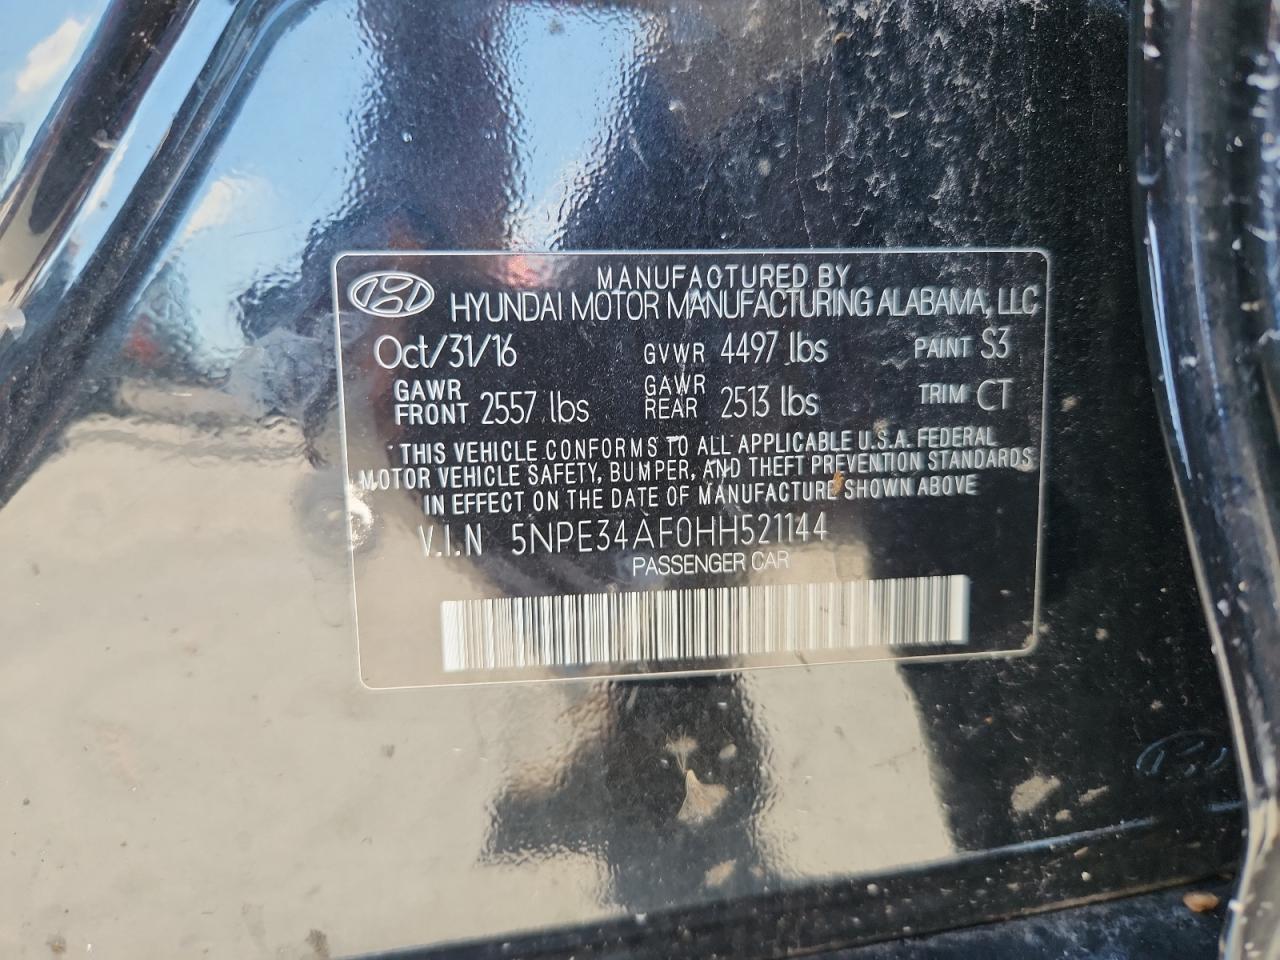 MANUFACTURED BY
HYUNDAI MOTOR MANUFACTURING ALABAMA, LLC
Oct/31/16 GVWR 4497 lbs PAINT S3
GAWR FRONT 2557 lbs GAWR REAR 2513 lbs TRIM CT
THIS VEHICLE CONFORMS TO ALL APPLICABLE U.S.A. FEDERAL
MOTOR VEHICLE SAFETY, BUMPER, AND THEFT PREVENTION STANDARDS
IN EFFECT ON THE DATE OF MANUFACTURE SHOWN ABOVE
V.I.N 5NPE34AF0HH521144
PASSENGER CAR